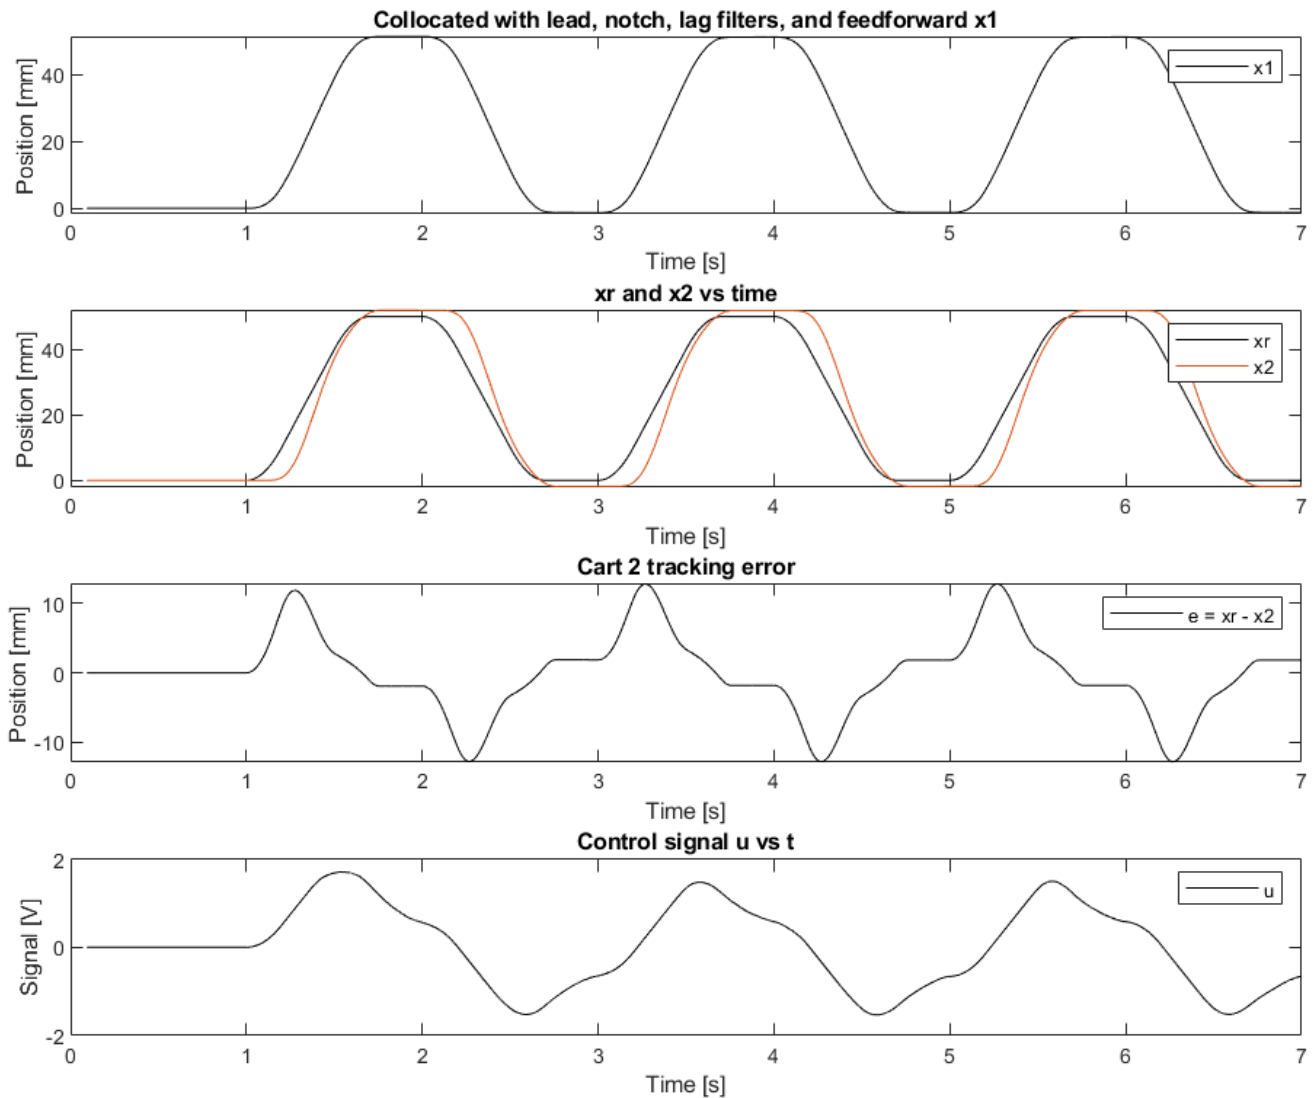 Collocated with lead, notch, lag filters, and feedforward x1
Position [mm]
40
20
0
x1
0 1 2 3 4 5 6 7
Time [s]
xr and x2 vs time
Position [mm]
40
20
0
xr
x2
0 1 2 3 4 5 6 7
Time [s]
Cart 2 tracking error
Position [mm]
10
0
-10
e = xr - x2
0 1 2 3 4 5 6 7
Time [s]
Control signal u vs t
Signal [V]
2
0
-2
u
0 1 2 3 4 5 6 7
Time [s]